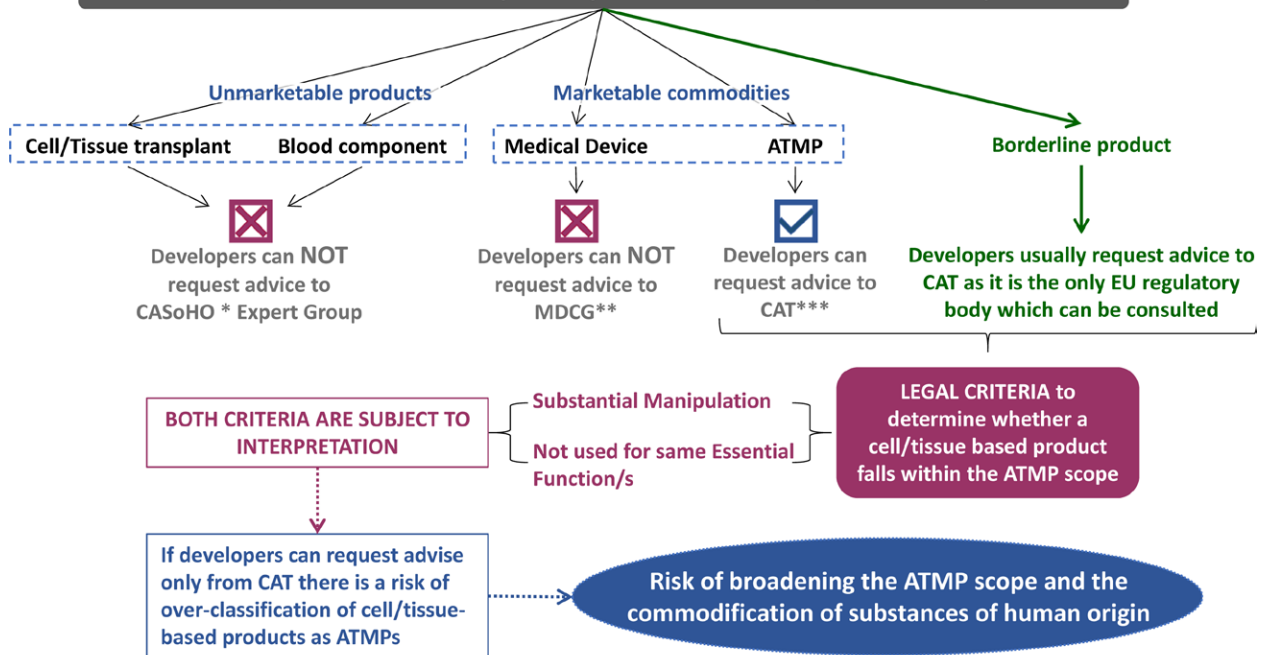 Unmarketable products
Marketable commodities
Cell/Tissue transplant
Blood component
Medical Device
ATMP
Borderline product
Developers can NOT
request advice to
CASoHO * Expert Group
Developers can NOT
request advice to
MDCG**
Developers can
request advice to
CAT***
Developers usually request advice to
CAT as it is the only EU regulatory
body which can be consulted
LEGAL CRITERIA to
determine whether a
cell/tissue based product
falls within the ATMP scope
Substantial Manipulation
Not used for same Essential
Function/s
BOTH CRITERIA ARE SUBJECT TO
INTERPRETATION
If developers can request advise
only from CAT there is a risk of
over-classification of cell/tissue-
based products as ATMPs
Risk of broadening the ATMP scope and the
commodification of substances of human origin